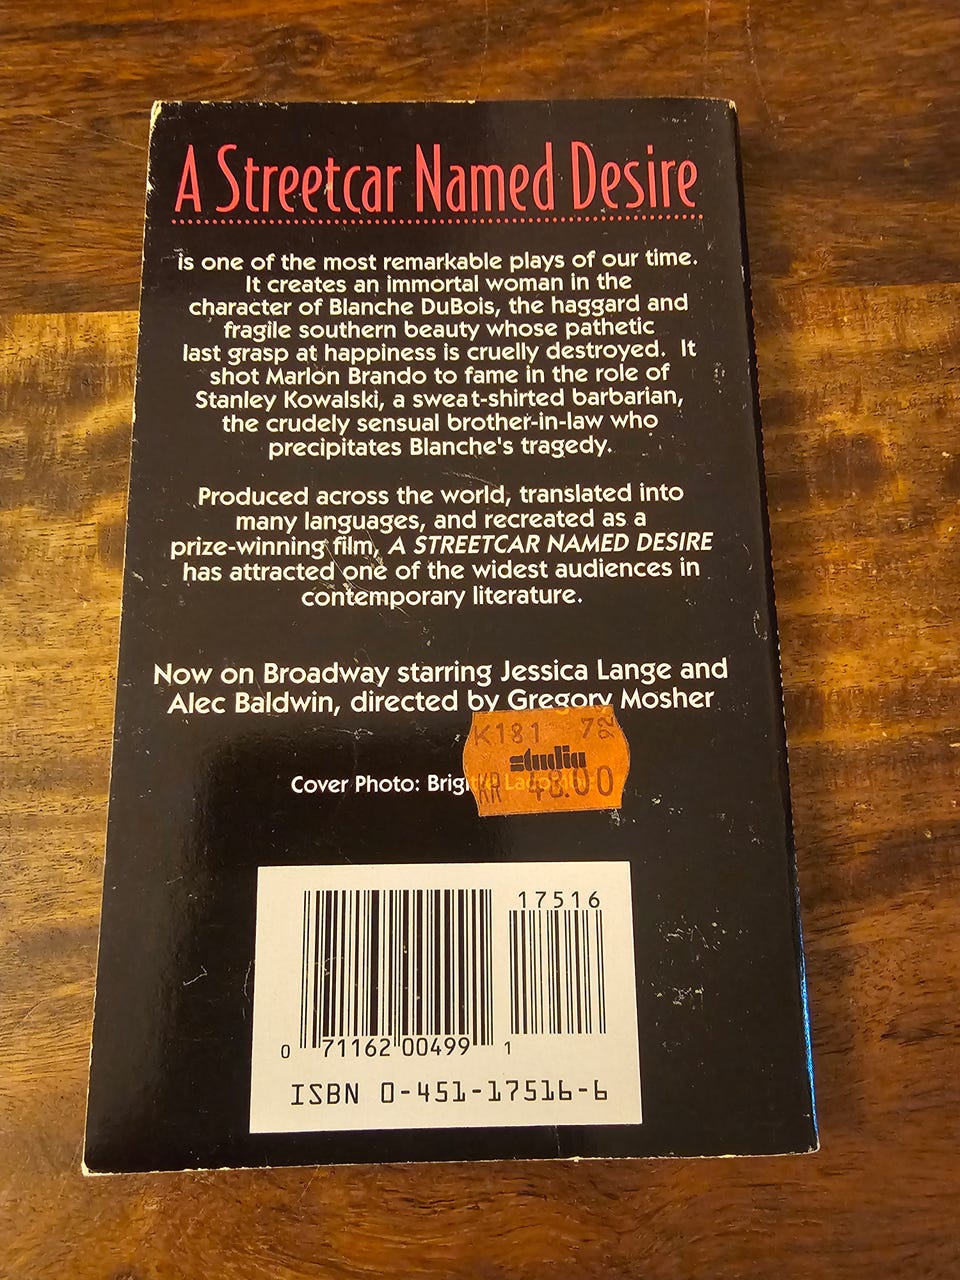 A Streetcar Named Desire
is one of the most remarkable plays of our time.
It creates an immortal woman in the
character of Blanche DuBois, the haggard and
fragile southern beauty whose pathetic
last grasp at happiness is cruelly destroyed. It
shot Marlon Brando to fame in the role of
Stanley Kowalski, a sweat-shirted barbarian,
the crudely sensual brother-in-law who
precipitates Blanche's tragedy.
Produced across the world, translated into
many languages, and recreated as a
prize-winning film, A STREETCAR NAMED DESIRE
has attracted one of the widest audiences in
contemporary literature.
Now on Broadway starring Jessica Lange and
Alec Baldwin, directed by Gregory Mosher
K181
studia
KR 48.00
Cover Photo:
17516
0 71162 00499 1
ISBN 0-451-17516-6